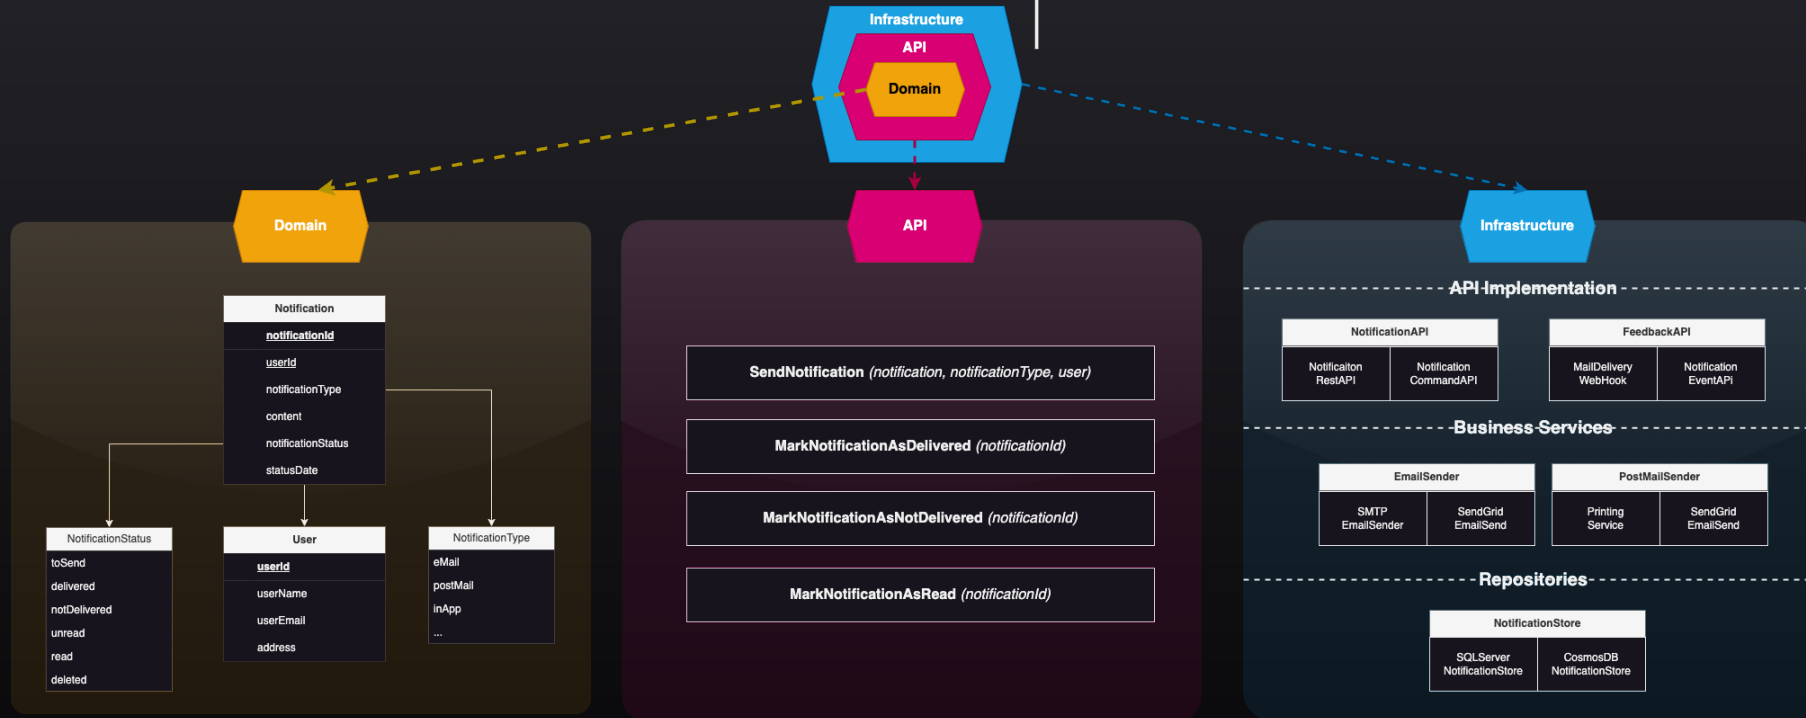 Infrastructure
API
Domain
Domain
API
Infrastructure
Notification
notificationId
userId
notificationType
content
notificationStatus
statusDate
NotificationStatus
toSend
delivered
notDelivered
unread
read
deleted
User
userId
userName
userEmail
address
NotificationType
eMail
postMail
inApp
...
SendNotification (notification, notificationType, user)
MarkNotificationAsDelivered (notificationId)
MarkNotificationAsNotDelivered (notificationId)
MarkNotificationAsRead (notificationId)
API Implementation
NotificationAPI
Notificaiton
RestAPI
Notification
CommandAPI
FeedbackAPI
MailDelivery
WebHook
Notification
EventAPi
Business Services
EmailSender
SMTP
EmailSender
SendGrid
EmailSend
PostMailSender
Printing
Service
SendGrid
EmailSend
Repositories
NotificationStore
SQLServer
NotificationStore
CosmosDB
NotificationStore